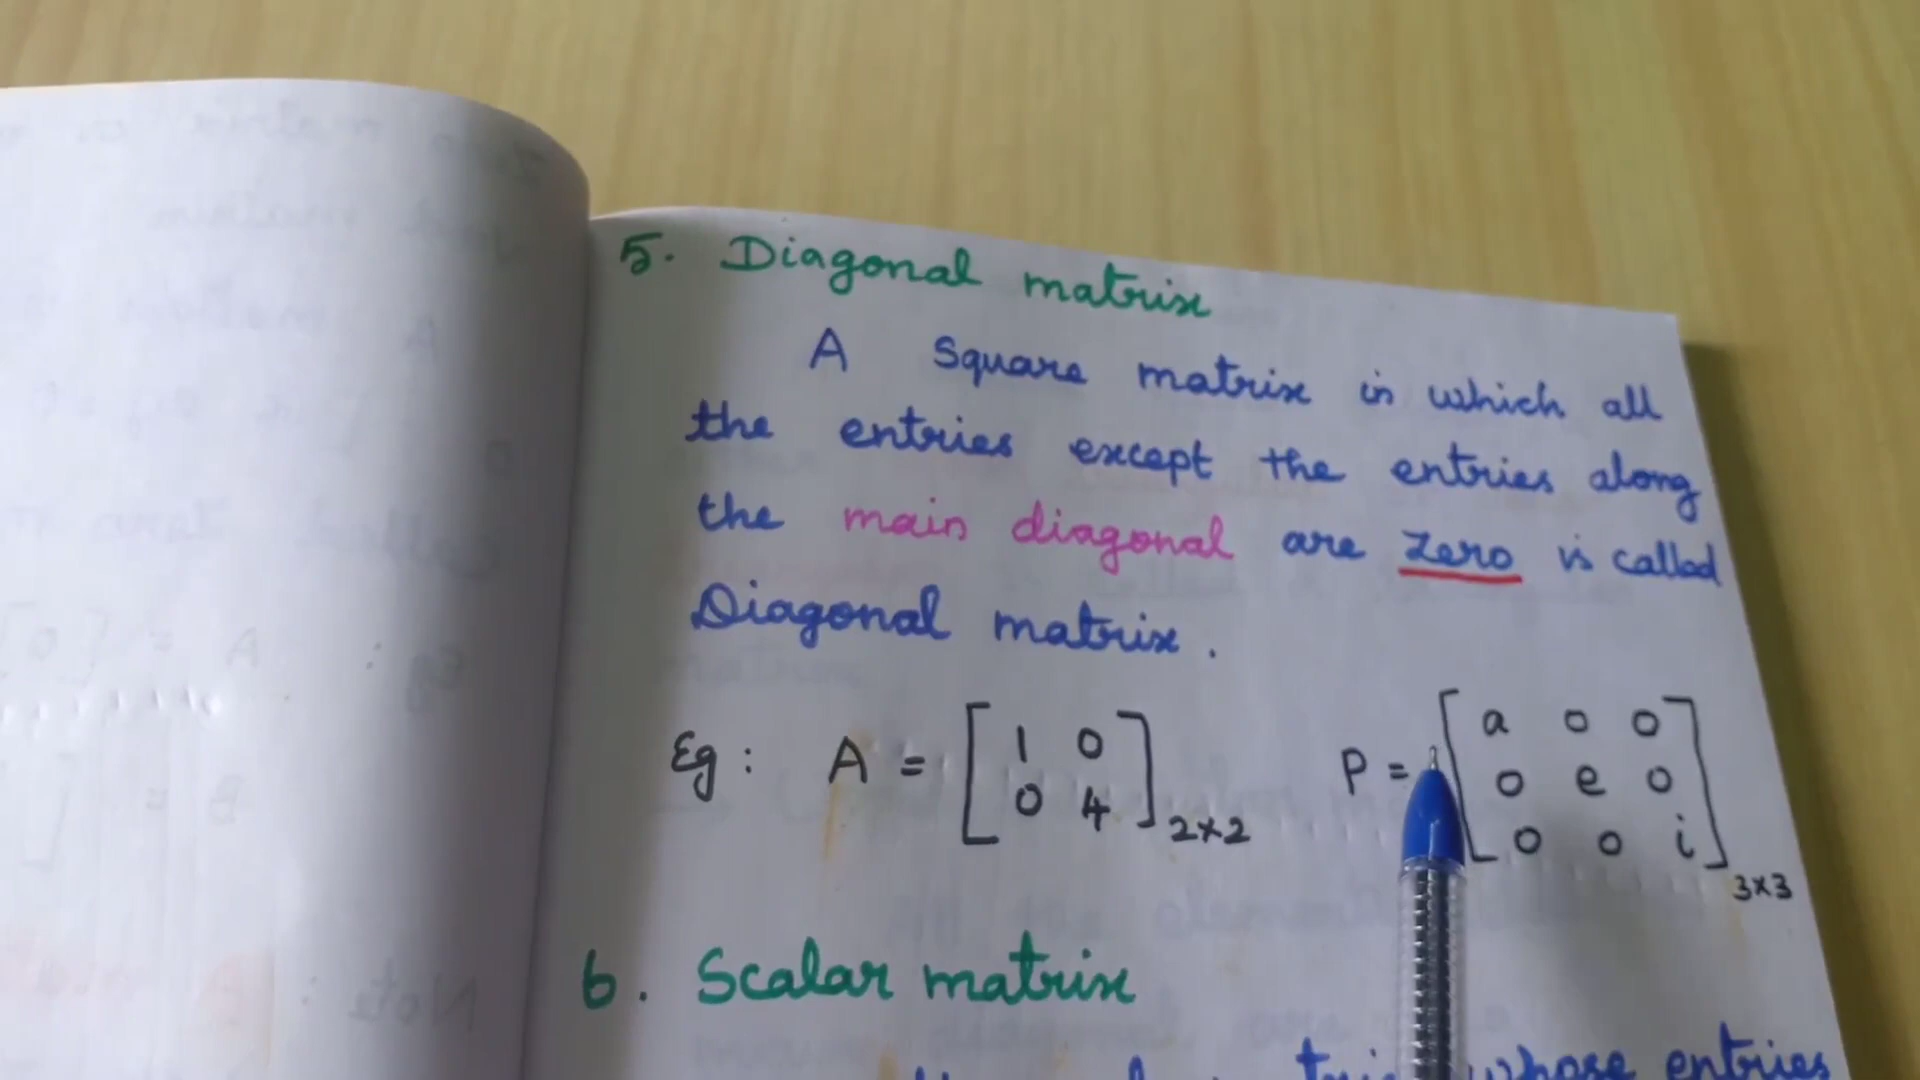 5. Diagonal matrix
A Square matrix in which all
the entries except the entries along
the main diagonal are zero is called
Diagonal matrix.
Eg : A = [ 1 0
0 4 ] 2×2
P = [ a 0 0
0 e 0
0 0 i ] 3×3
6. Scalar matrix
whose entries